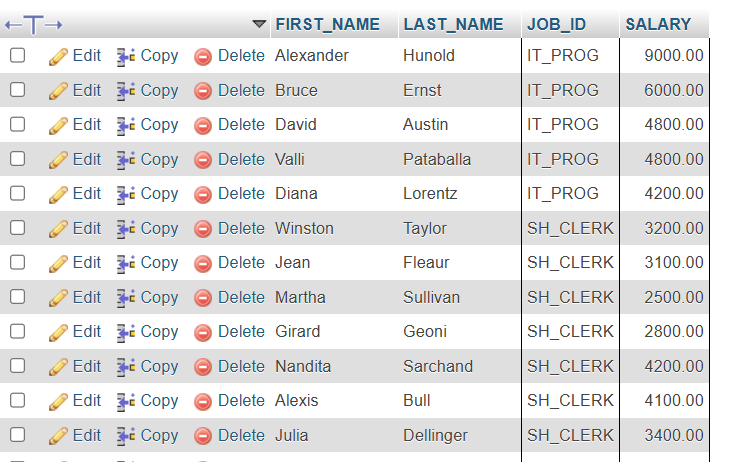 FIRST_NAME LAST_NAME JOB_ID SALARY
Edit Copy Delete Alexander Hunold IT_PROG 9000.00
Edit Copy Delete Bruce Ernst IT_PROG 6000.00
Edit Copy Delete David Austin IT_PROG 4800.00
Edit Copy Delete Valli Pataballa IT_PROG 4800.00
Edit Copy Delete Diana Lorentz IT_PROG 4200.00
Edit Copy Delete Winston Taylor SH_CLERK 3200.00
Edit Copy Delete Jean Fleaur SH_CLERK 3100.00
Edit Copy Delete Martha Sullivan SH_CLERK 2500.00
Edit Copy Delete Girard Geoni SH_CLERK 2800.00
Edit Copy Delete Nandita Sarchand SH_CLERK 4200.00
Edit Copy Delete Alexis Bull SH_CLERK 4100.00
Edit Copy Delete Julia Dellinger SH_CLERK 3400.00